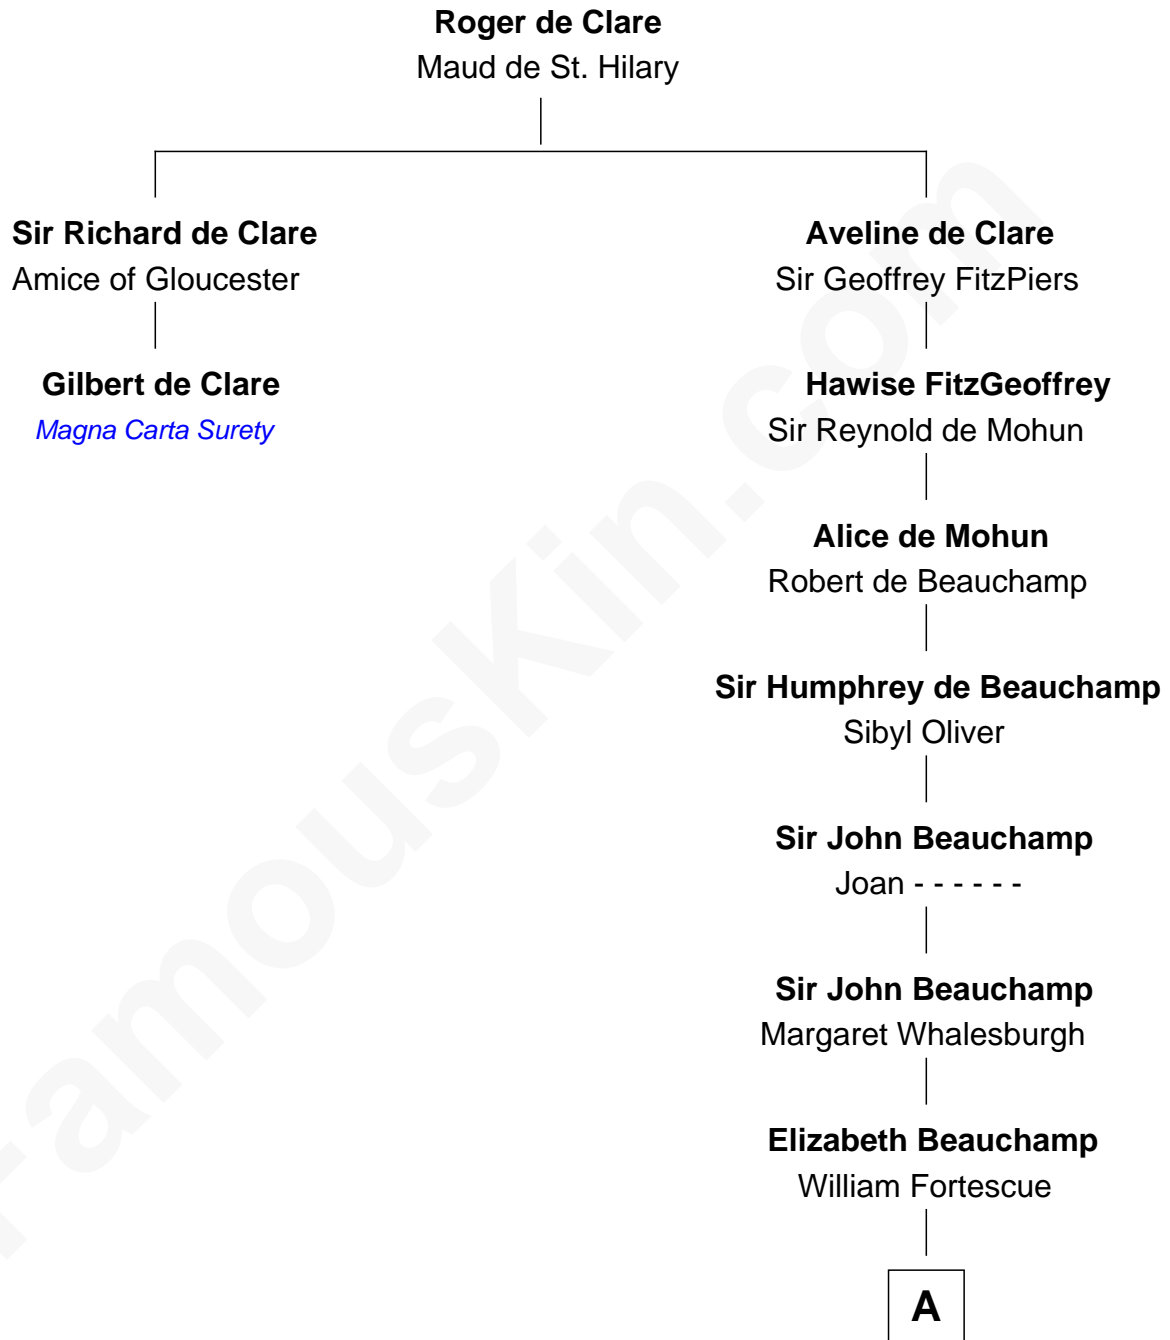 Roger de Clare
Maud de St. Hilary
Sir Richard de Clare
Amice of Gloucester
Gilbert de Clare
Magna Carta Surety
Aveline de Clare
Sir Geoffrey FitzPiers
Hawise FitzGeoffrey
Sir Reynold de Mohun
Alice de Mohun
Robert de Beauchamp
Sir Humphrey de Beauchamp
Sibyl Oliver
Sir John Beauchamp
Joan - - - - - -
Sir John Beauchamp
Margaret Whalesburgh
Elizabeth Beauchamp
William Fortescue
A
FamousKin.com